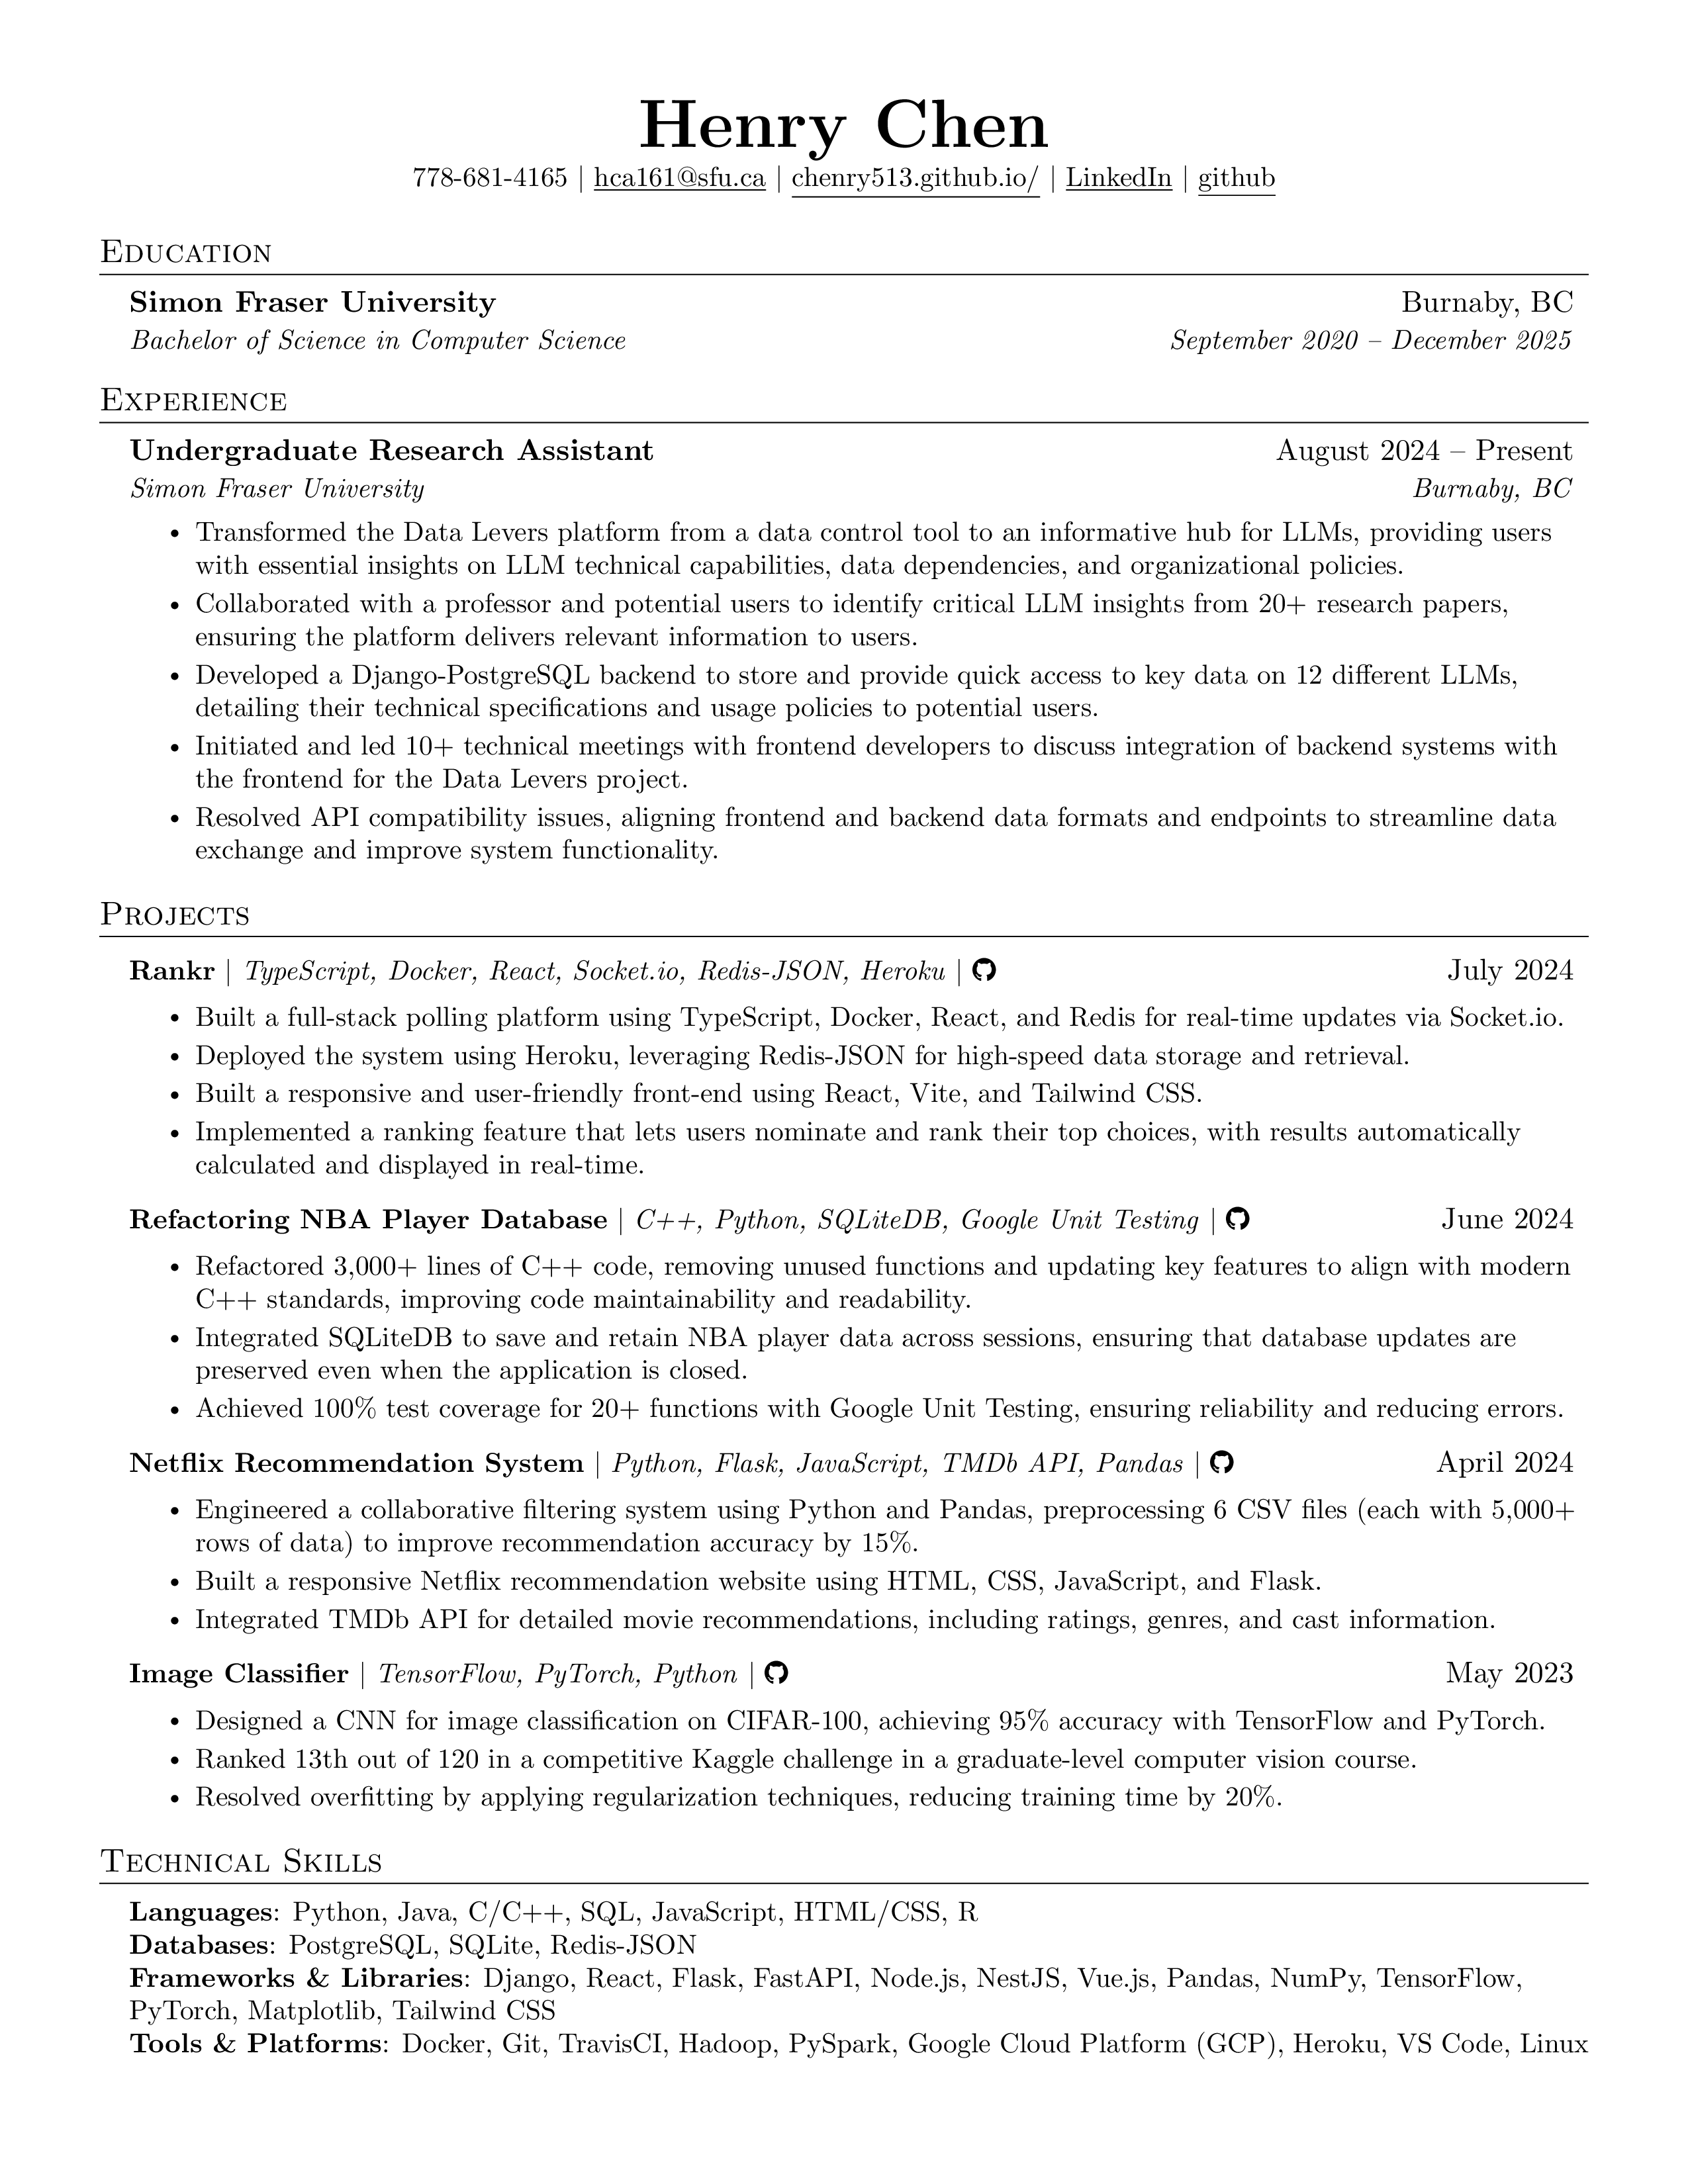 Henry Chen
778-681-4165 | hca161@sfu.ca | chenry513.github.io/ | LinkedIn | github
Education
Simon Fraser University Burnaby, BC
Bachelor of Science in Computer Science September 2020 – December 2025
Experience
Undergraduate Research Assistant August 2024 – Present
Simon Fraser University Burnaby, BC
• Transformed the Data Levers platform from a data control tool to an informative hub for LLMs, providing users
with essential insights on LLM technical capabilities, data dependencies, and organizational policies.
• Collaborated with a professor and potential users to identify critical LLM insights from 20+ research papers,
ensuring the platform delivers relevant information to users.
• Developed a Django-PostgreSQL backend to store and provide quick access to key data on 12 different LLMs,
detailing their technical specifications and usage policies to potential users.
• Initiated and led 10+ technical meetings with frontend developers to discuss integration of backend systems with
the frontend for the Data Levers project.
• Resolved API compatibility issues, aligning frontend and backend data formats and endpoints to streamline data
exchange and improve system functionality.
Projects
Rankr | TypeScript, Docker, React, Socket.io, Redis-JSON, Heroku | July 2024
• Built a full-stack polling platform using TypeScript, Docker, React, and Redis for real-time updates via Socket.io.
• Deployed the system using Heroku, leveraging Redis-JSON for high-speed data storage and retrieval.
• Built a responsive and user-friendly front-end using React, Vite, and Tailwind CSS.
• Implemented a ranking feature that lets users nominate and rank their top choices, with results automatically
calculated and displayed in real-time.
Refactoring NBA Player Database | C++, Python, SQLiteDB, Google Unit Testing | June 2024
• Refactored 3,000+ lines of C++ code, removing unused functions and updating key features to align with modern
C++ standards, improving code maintainability and readability.
• Integrated SQLiteDB to save and retain NBA player data across sessions, ensuring that database updates are
preserved even when the application is closed.
• Achieved 100% test coverage for 20+ functions with Google Unit Testing, ensuring reliability and reducing errors.
Netflix Recommendation System | Python, Flask, JavaScript, TMDb API, Pandas | April 2024
• Engineered a collaborative filtering system using Python and Pandas, preprocessing 6 CSV files (each with 5,000+
rows of data) to improve recommendation accuracy by 15%.
• Built a responsive Netflix recommendation website using HTML, CSS, JavaScript, and Flask.
• Integrated TMDb API for detailed movie recommendations, including ratings, genres, and cast information.
Image Classifier | TensorFlow, PyTorch, Python | May 2023
• Designed a CNN for image classification on CIFAR-100, achieving 95% accuracy with TensorFlow and PyTorch.
• Ranked 13th out of 120 in a competitive Kaggle challenge in a graduate-level computer vision course.
• Resolved overfitting by applying regularization techniques, reducing training time by 20%.
Technical Skills
Languages: Python, Java, C/C++, SQL, JavaScript, HTML/CSS, R
Databases: PostgreSQL, SQLite, Redis-JSON
Frameworks & Libraries: Django, React, Flask, FastAPI, Node.js, NestJS, Vue.js, Pandas, NumPy, TensorFlow,
PyTorch, Matplotlib, Tailwind CSS
Tools & Platforms: Docker, Git, TravisCI, Hadoop, PySpark, Google Cloud Platform (GCP), Heroku, VS Code, Linux